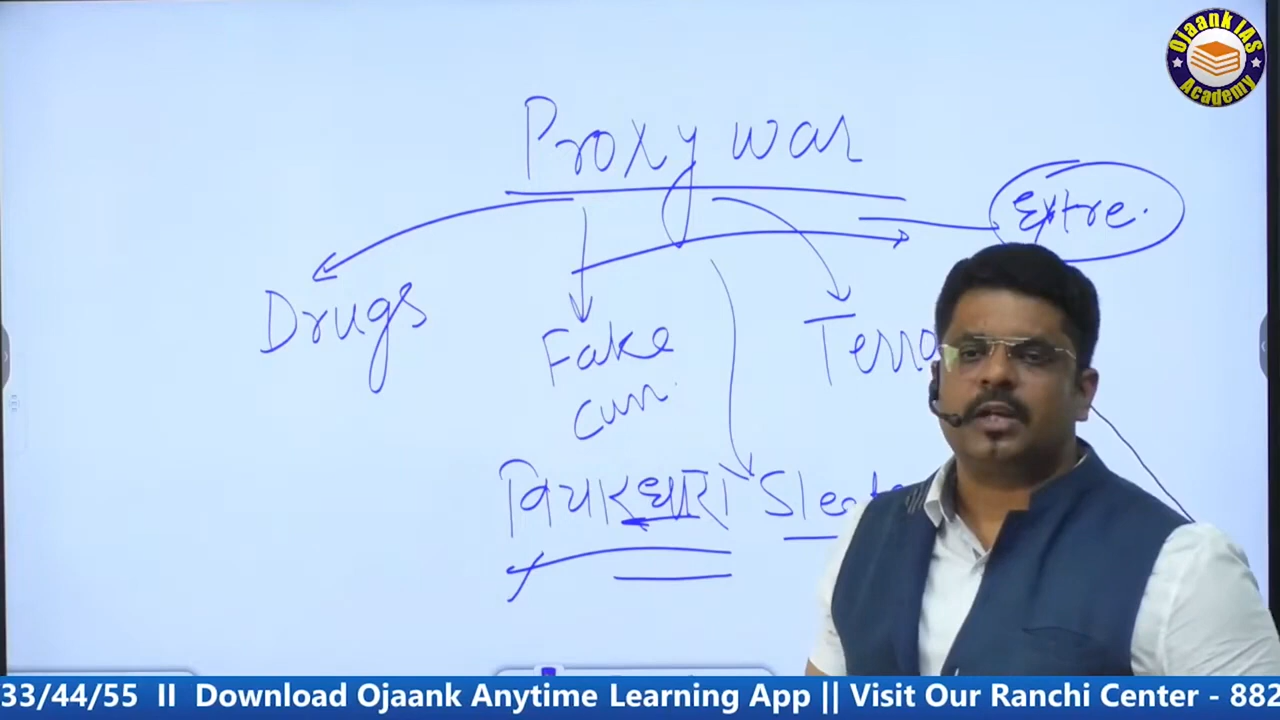 Ojaank IAS
Academy
Proxy war
Extre.
Drugs
Fake
Terro
Curr.
विचारधारा
33/44/55 II Download Ojaank Anytime Learning App || Visit Our Ranchi Center - 882